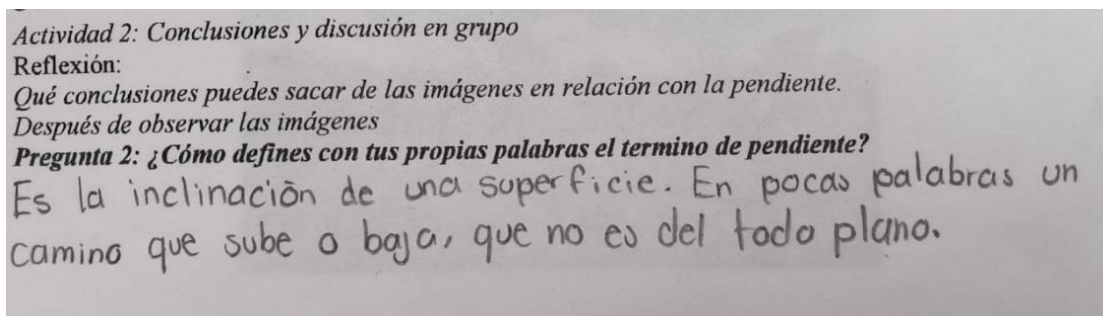 Actividad 2: Conclusiones y discusión en grupo
Reflexión:
Qué conclusiones puedes sacar de las imágenes en relación con la pendiente.
Después de observar las imágenes
Pregunta 2: ¿Cómo defines con tus propias palabras el termino de pendiente?
Es la inclinación de una superficie. En pocas palabras un
camino que sube o baja, que no es del todo plano.